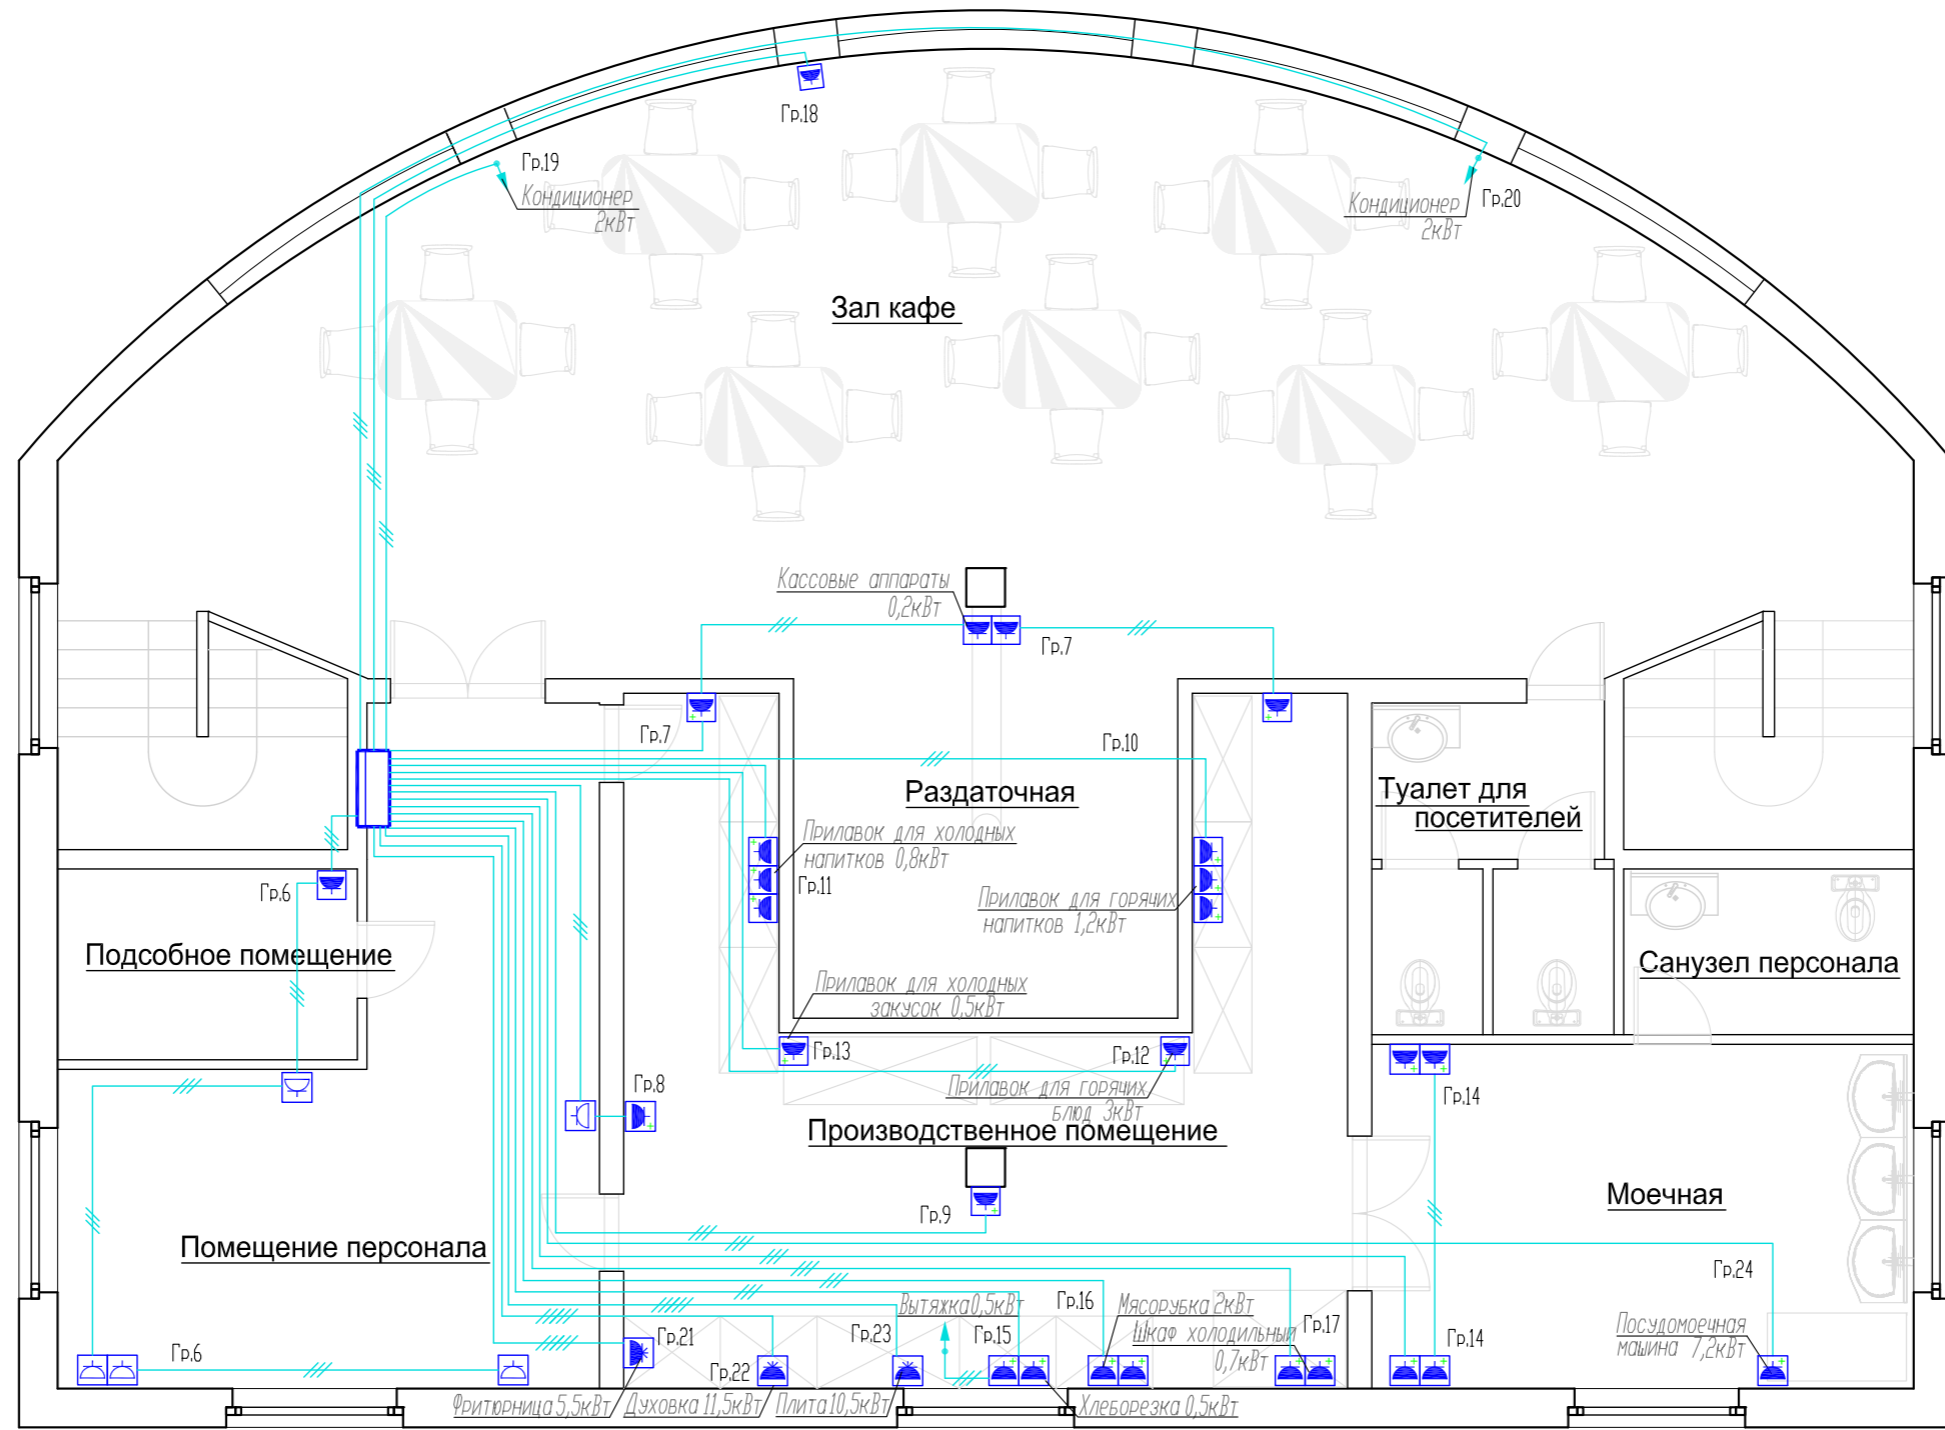 Гр.18
Гр.19
Кондиционер
2кВт
Кондиционер
2кВт
Гр.20
Зал кафе
Кассовые аппараты
0,2кВт
Гр.7
Гр.7
Гр.10
Раздаточная
Туалет для
посетителей
Прилавок для холодных
напитков 0,8кВт
Гр.11
Гр.6
Прилавок для горячих
напитков 1,2кВт
Подсобное помещение
Санузел персонала
Прилавок для холодных
закусок 0,5кВт
Гр.13
Гр.12
Гр.8
Прилавок для горячих
блюд 3кВт
Гр.14
Производственное помещение
Моечная
Гр.9
Помещение персонала
Гр.24
Вытяжка 0,5кВт
Гр.16
Мясорубка 2кВт
Гр.6
Гр.21
Гр.23
Гр.15
Шкаф холодильный
0,7кВт
Гр.17
Гр.14
Посудомоечная
машина 7,2кВт
Гр.22
Фритюрница 5,5кВт
Духовка 11,5кВт
Плита 10,5кВт
Хлеборезка 0,5кВт